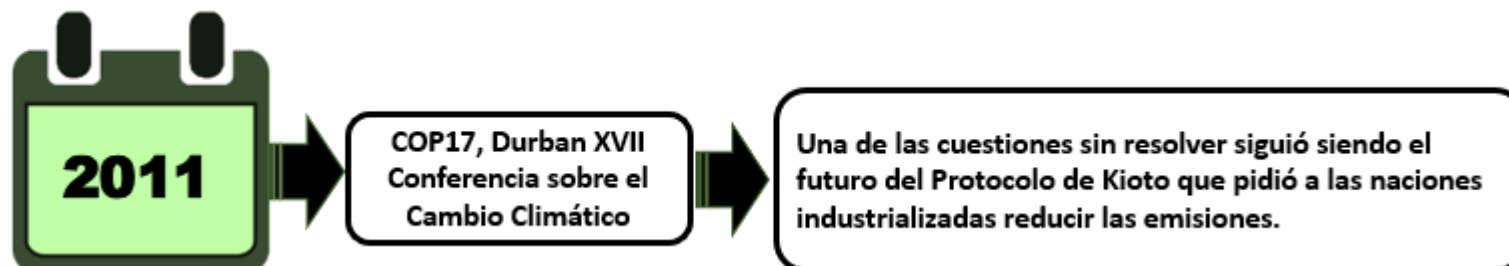 2011
COP17, Durban XVII
Conferencia sobre el
Cambio Climático
Una de las cuestiones sin resolver siguió siendo el
futuro del Protocolo de Kioto que pidió a las naciones
industrializadas reducir las emisiones.